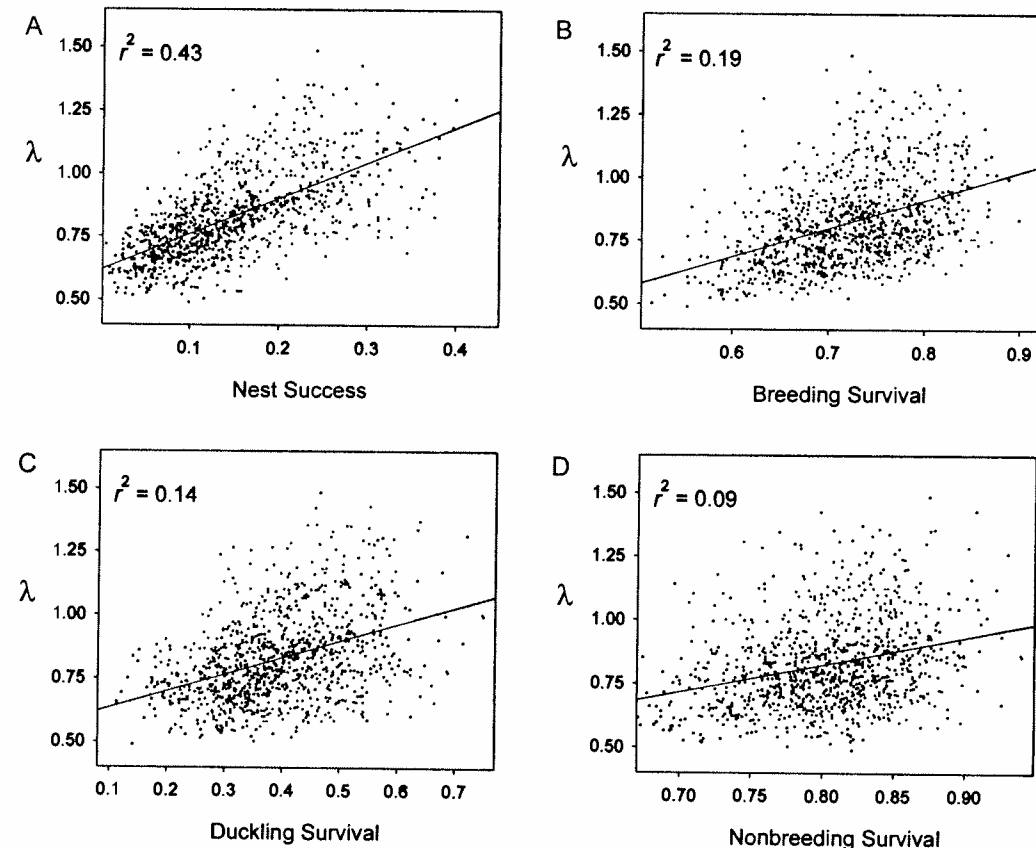 A
r² = 0.43
1.50
1.25
λ
1.00
0.75
0.50
0.1 0.2 0.3 0.4
Nest Success
B
r² = 0.19
1.50
1.25
λ
1.00
0.75
0.50
0.6 0.7 0.8 0.9
Breeding Survival
C
r² = 0.14
1.50
1.25
λ
1.00
0.75
0.50
0.1 0.2 0.3 0.4 0.5 0.6 0.7
Duckling Survival
D
r² = 0.09
1.50
1.25
λ
1.00
0.75
0.50
0.70 0.75 0.80 0.85 0.90
Nonbreeding Survival